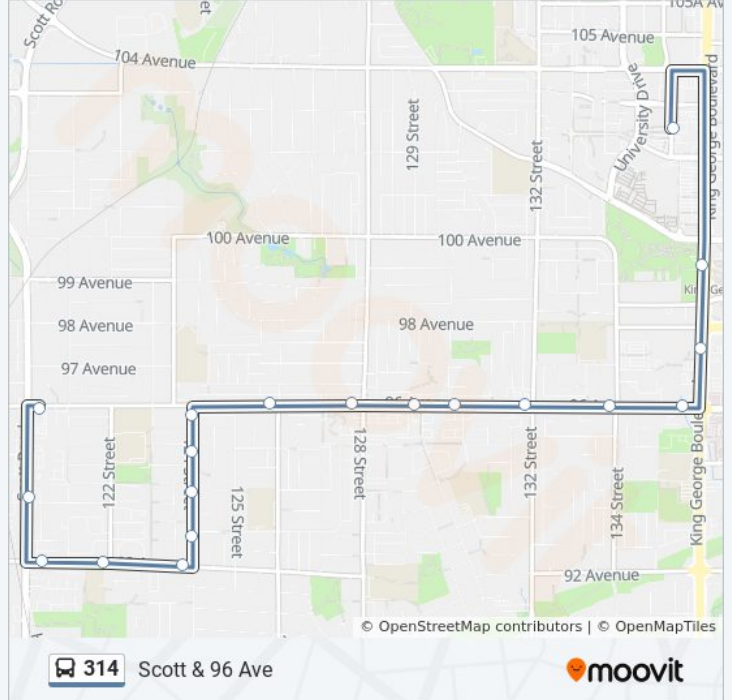 105A Av
Scott Ro
105 Avenue
104 Avenue
University Drive
King George Boulevard
129 Street
132 Street
100 Avenue
100 Avenue
99 Avenue
98 Avenue
98 Avenue
97 Avenue
122 Street
125 Street
128 Street
132 Street
134 Street
King George Boule
92 Avenue
© OpenStreetMap contributors | © OpenMapTiles
314 Scott & 96 Ave
moovit